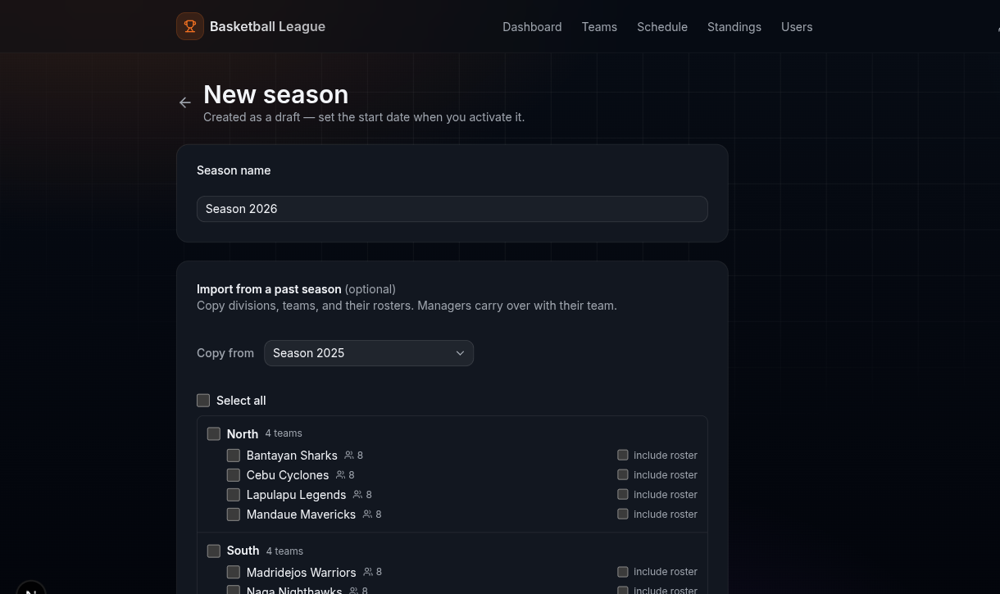 Basketball League
Dashboard Teams Schedule Standings Users
New season
Created as a draft — set the start date when you activate it.
Season name
Season 2026
Import from a past season (optional)
Copy divisions, teams, and their rosters. Managers carry over with their team.
Copy from Season 2025
Select all
North 4 teams
Bantayan Sharks 8 include roster
Cebu Cyclones 8 include roster
Lapulapu Legends 8 include roster
Mandaue Mavericks 8 include roster
South 4 teams
Madridejos Warriors 8 include roster
Naga Nighthawks 8 include roster